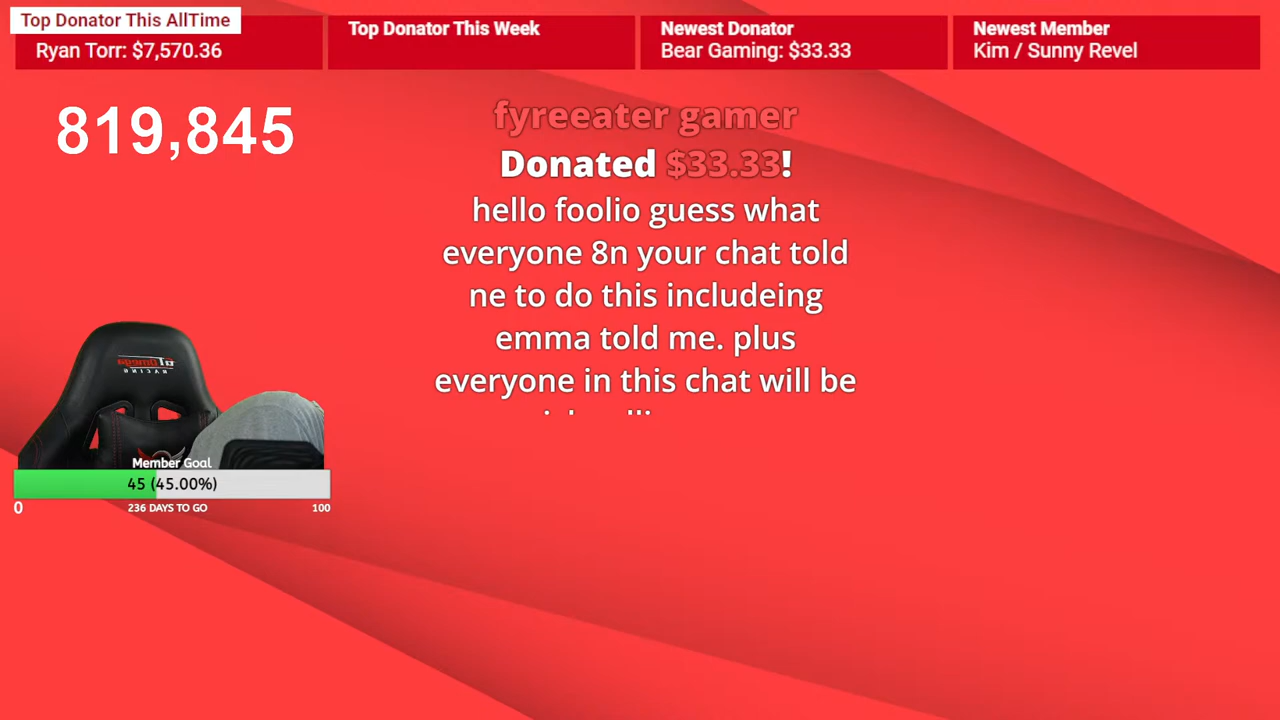 Top Donator This AllTime
Ryan Torr: $7,570.36
Top Donator This Week
Newest Donator
Bear Gaming: $33.33
Newest Member
Kim / Sunny Revel
819,845
fyreeater gamer
Donated $33.33!
hello foolio guess what
everyone 8n your chat told
ne to do this includeing
emma told me. plus
everyone in this chat will be
Member Goal
45 (45.00%)
0
236 DAYS TO GO
100